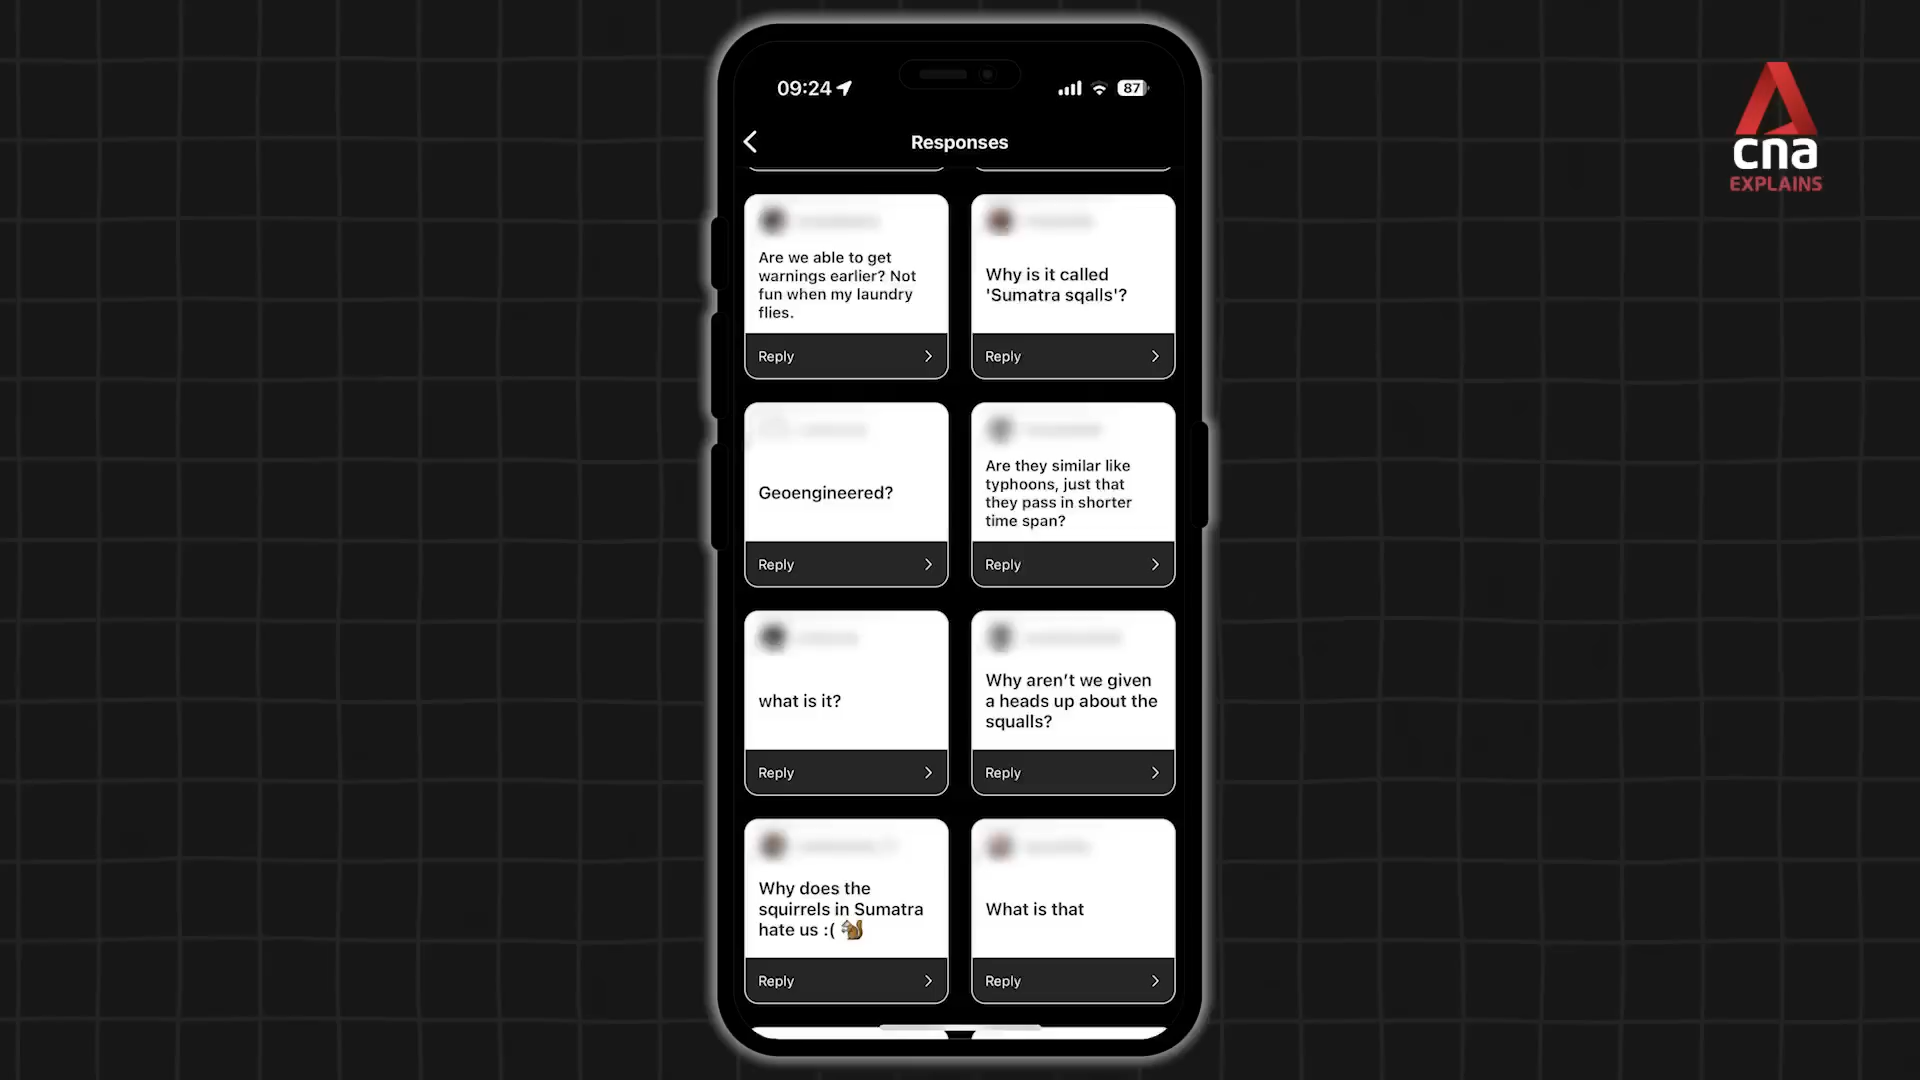 09:24
87
Responses
cna
EXPLAINS
Are we able to get
warnings earlier? Not
fun when my laundry
flies.
Reply
Why is it called
'Sumatra sqalls'?
Reply
Geoengineered?
Reply
Are they similar like
typhoons, just that
they pass in shorter
time span?
Reply
what is it?
Reply
Why aren't we given
a heads up about the
squalls?
Reply
Why does the
squirrels in Sumatra
hate us :( 🐿️
Reply
What is that
Reply